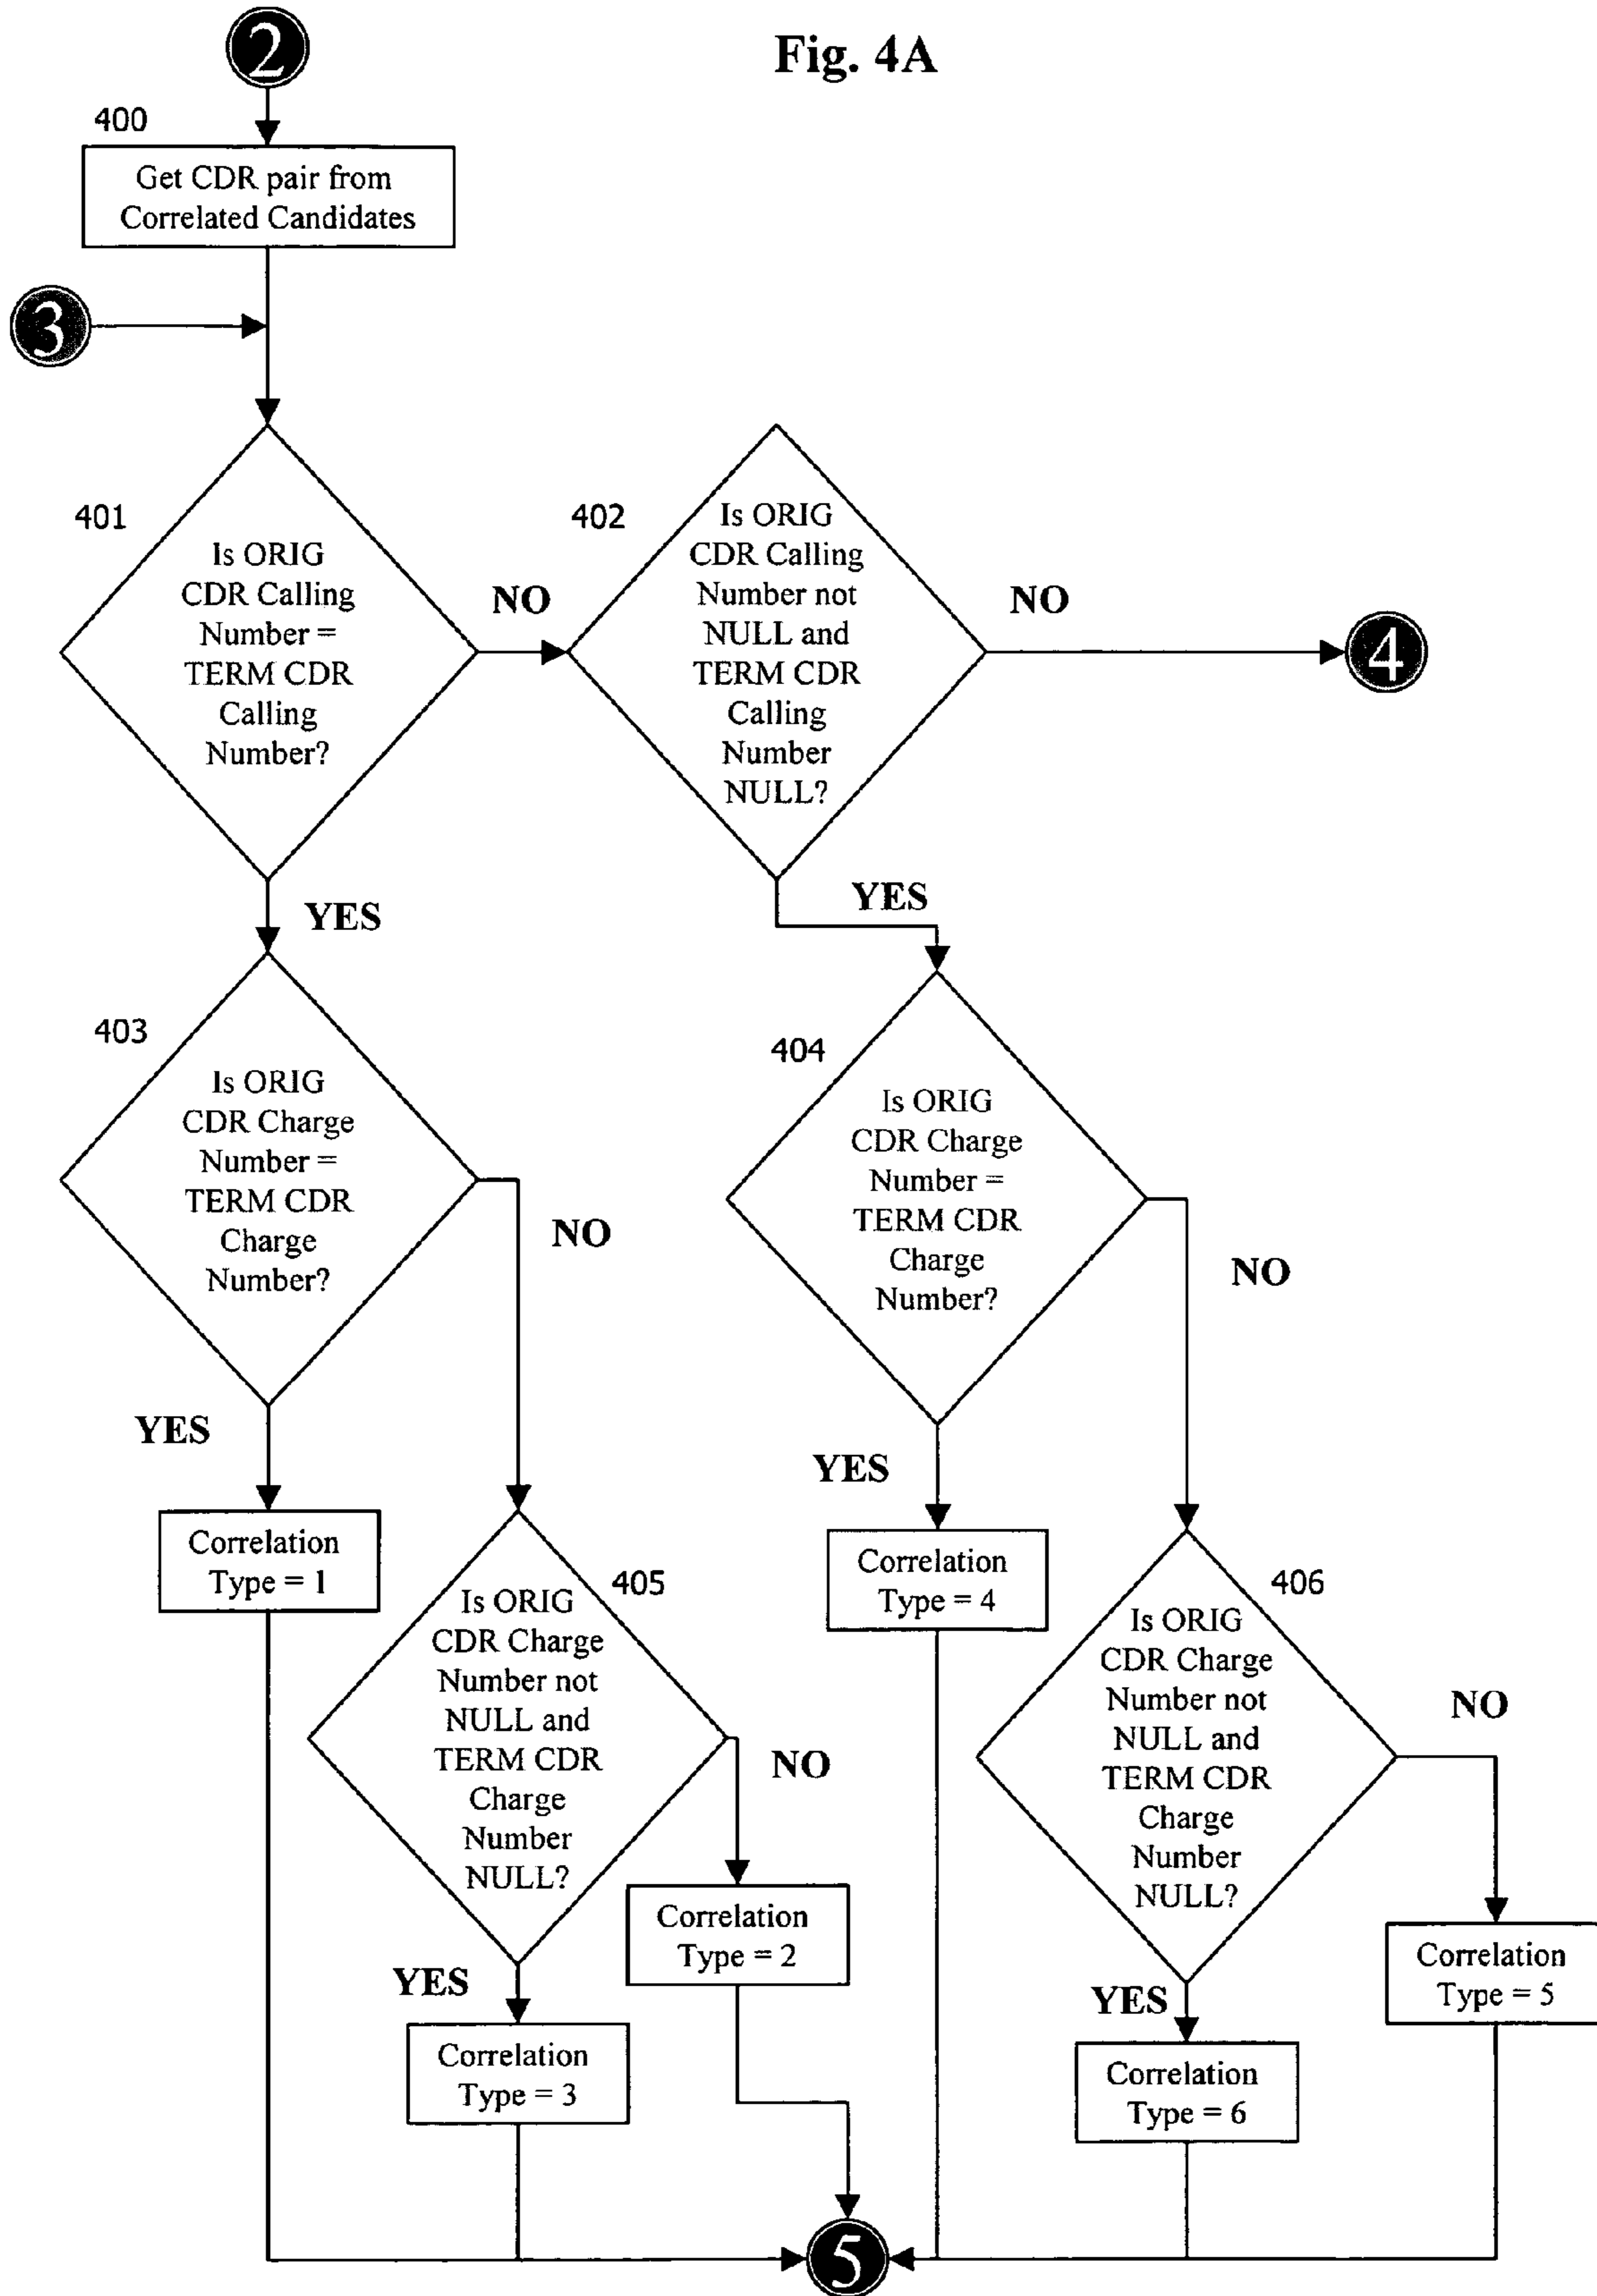 Fig. 4A
2
400
Get CDR pair from
Correlated Candidates
3
401
Is ORIG
CDR Calling
Number =
TERM CDR
Calling
Number?
NO
402
Is ORIG
CDR Calling
Number not
NULL and
TERM CDR
Calling
Number
NULL?
NO
4
YES
YES
403
Is ORIG
CDR Charge
Number =
TERM CDR
Charge
Number?
NO
404
Is ORIG
CDR Charge
Number =
TERM CDR
Charge
Number?
NO
YES
Correlation
Type = 1
405
Is ORIG
CDR Charge
Number not
NULL and
TERM CDR
Charge
Number
NULL?
NO
YES
Correlation
Type = 4
406
Is ORIG
CDR Charge
Number not
NULL and
TERM CDR
Charge
Number
NULL?
NO
Correlation
Type = 2
YES
Correlation
Type = 3
Correlation
Type = 5
YES
Correlation
Type = 6
5